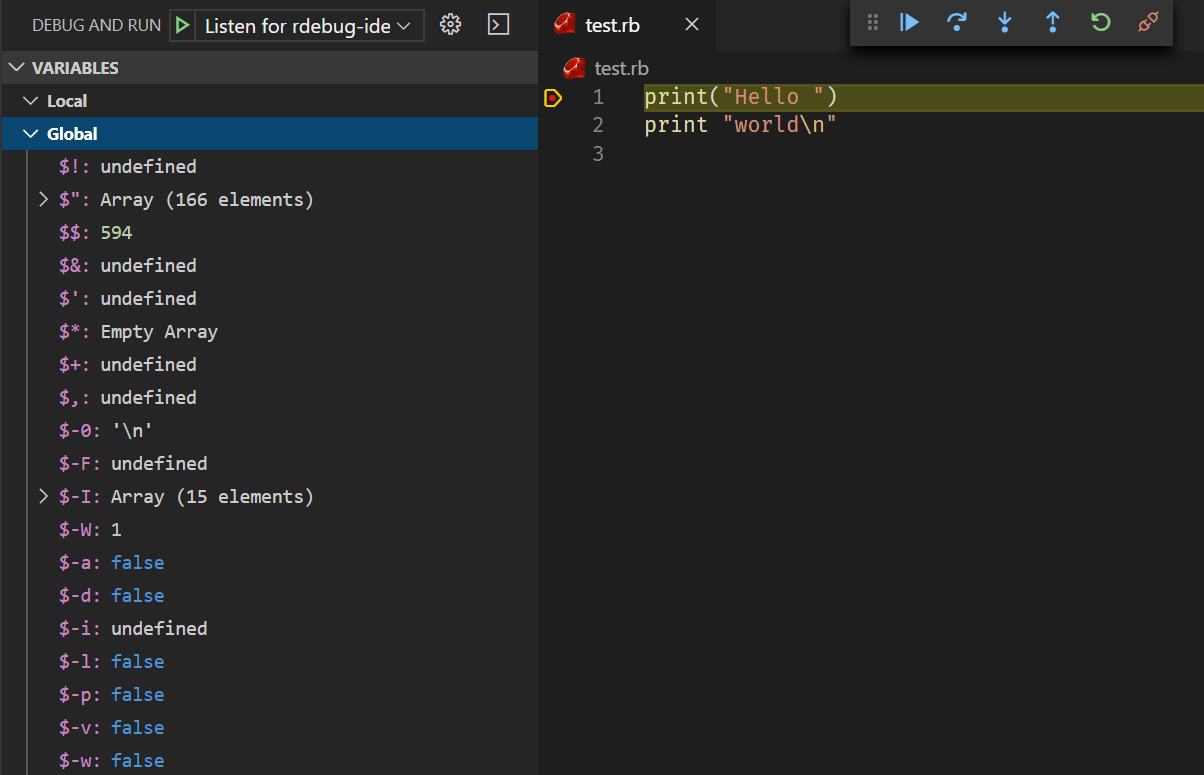 DEBUG AND RUN Listen for rdebug-ide
VARIABLES
Local
Global
$!: undefined
$": Array (166 elements)
$$: 594
$&: undefined
$': undefined
$*: Empty Array
$+: undefined
$,: undefined
$-0: '\n'
$-F: undefined
$-I: Array (15 elements)
$-W: 1
$-a: false
$-d: false
$-i: undefined
$-l: false
$-p: false
$-v: false
$-w: false
test.rb
test.rb
1 print("Hello ")
2 print "world\n"
3